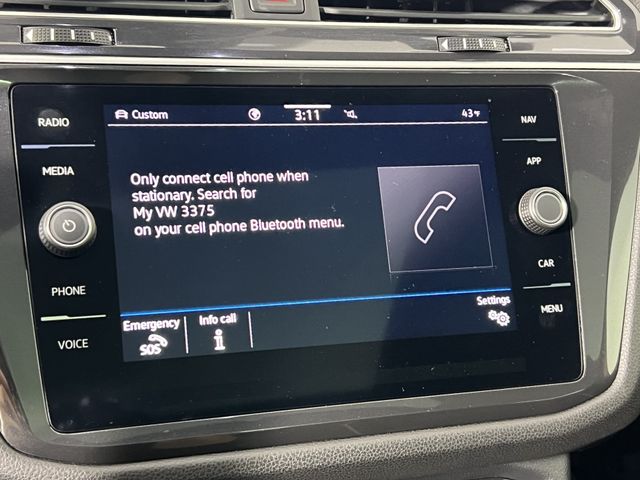 RADIO
MEDIA
PHONE
VOICE
Custom
3:11
43°F
Only connect cell phone when
stationary. Search for
My VW 3375
on your cell phone Bluetooth menu.
Emergency
SOS
Info call
Settings
NAV
APP
CAR
MENU